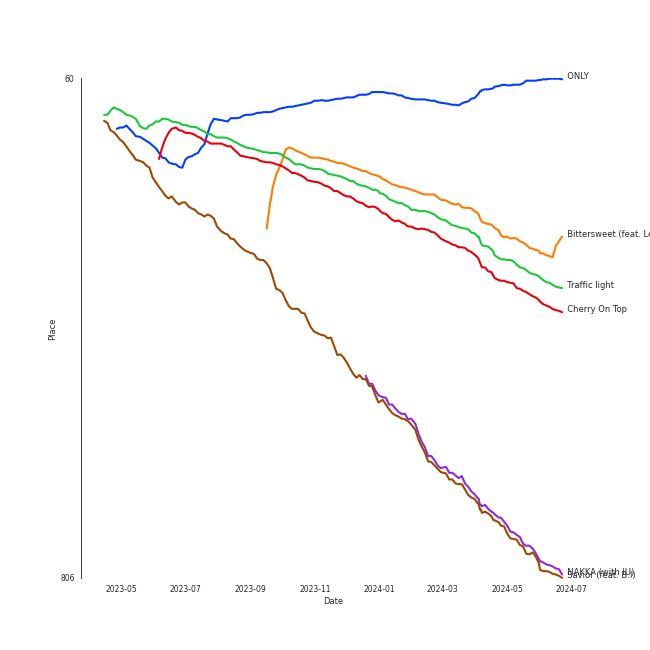 60
ONLY
Bittersweet (feat. Le
Traffic light
Cherry On Top
Place
NAKKA (with IU)
Savior (feat. B.I)
806
2023-05 2023-07 2023-09 2023-11 2024-01 2024-03 2024-05 2024-07
Date